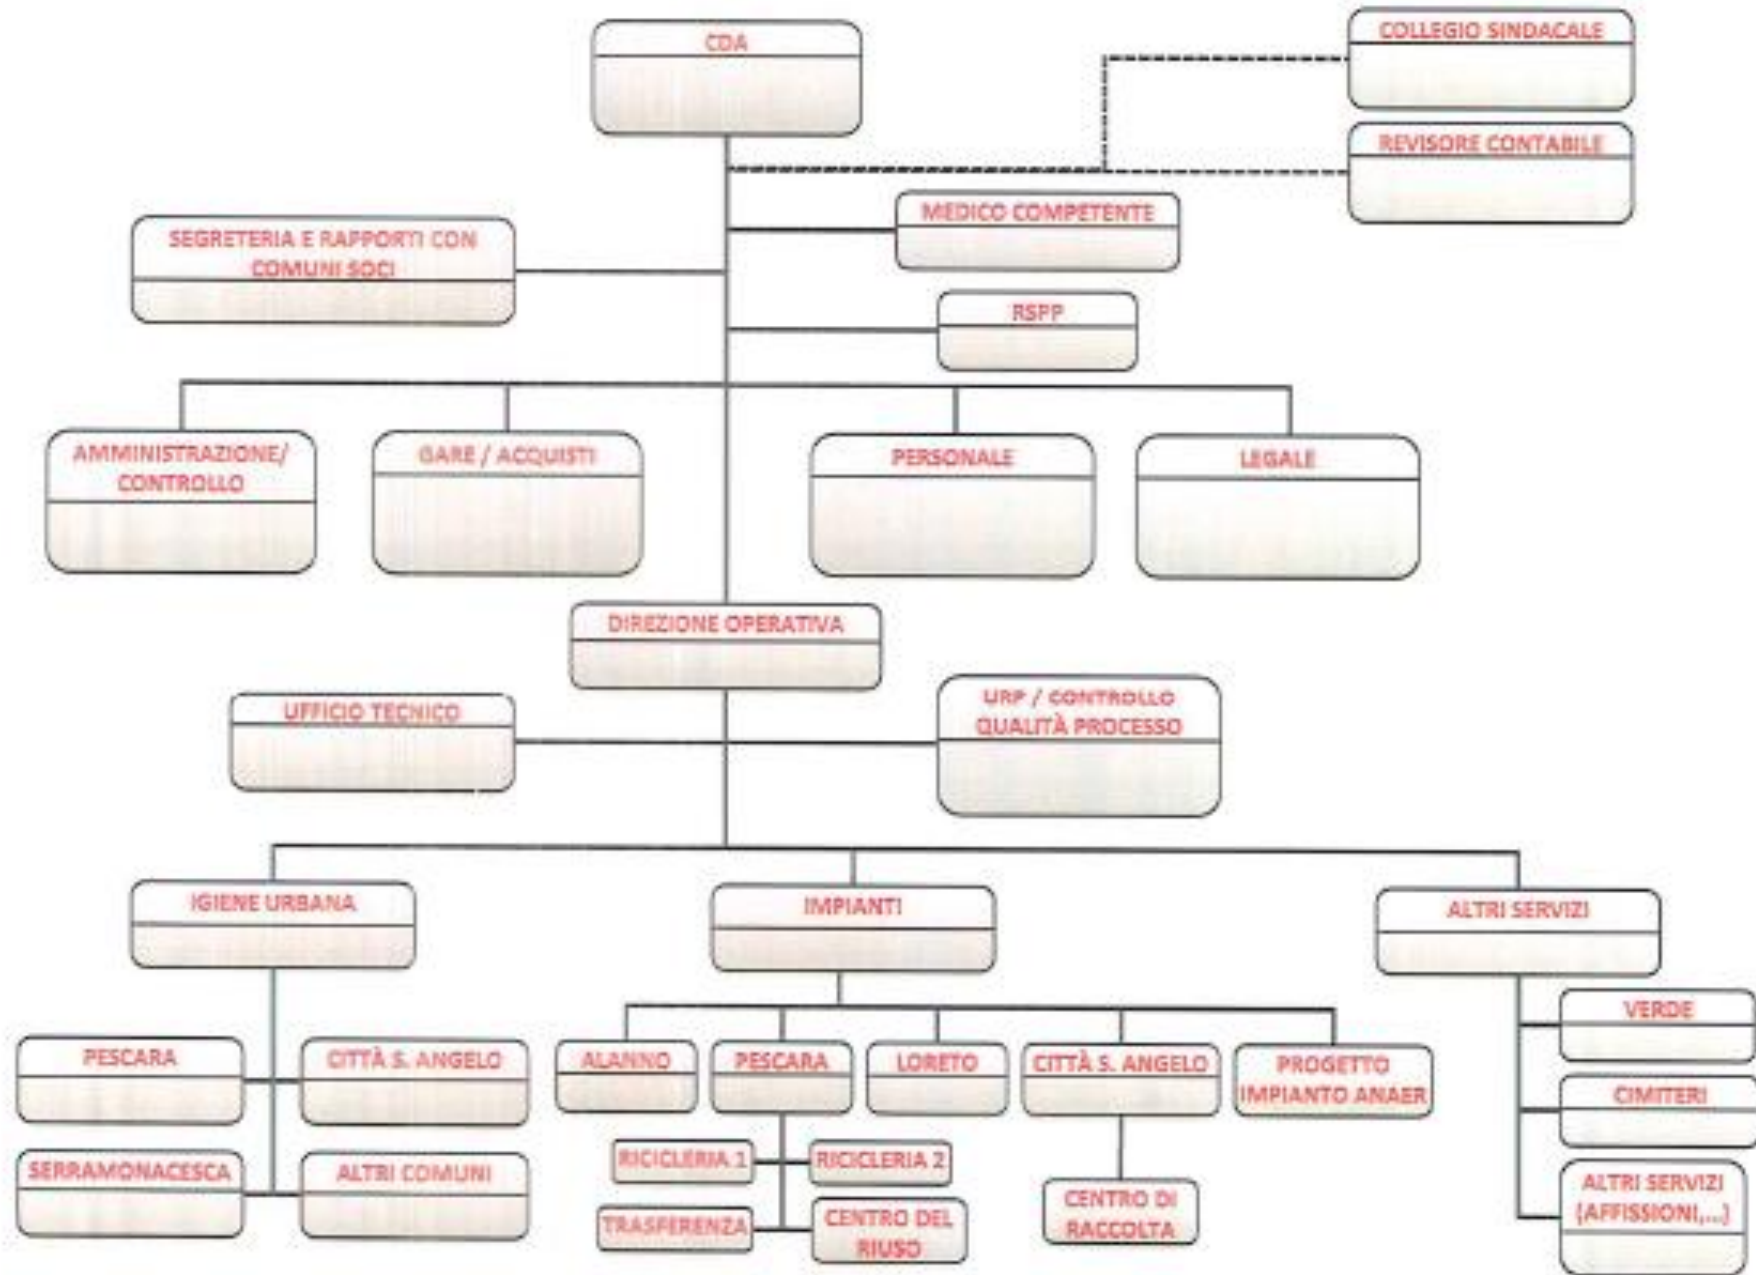 CDA
COLLEGIO SINDACALE
REVISORE CONTABILE
MEDICO COMPETENTE
SEGRETERIA E RAPPORTI CON
COMUNI SOCI
RSPP
AMMINISTRAZIONE/
CONTROLLO
GARE / ACQUISTI
PERSONALE
LEGALE
DIREZIONE OPERATIVA
UFFICIO TECNICO
URP / CONTROLLO
QUALITÀ PROCESSO
IGIENE URBANA
IMPIANTI
ALTRI SERVIZI
PESCARA
CITTÀ S. ANGELO
SERRAMONACESCA
ALTRI COMUNI
ALANNO
PESCARA
LORETO
CITTÀ S. ANGELO
PROGETTO
IMPIANTO ANAER
RICICLERIA 1
RICICLERIA 2
TRASFERENZA
CENTRO DEL
RIUSO
CENTRO DI
RACCOLTA
VERDE
CIMITERI
ALTRI SERVIZI
(AFFISSIONI,...)